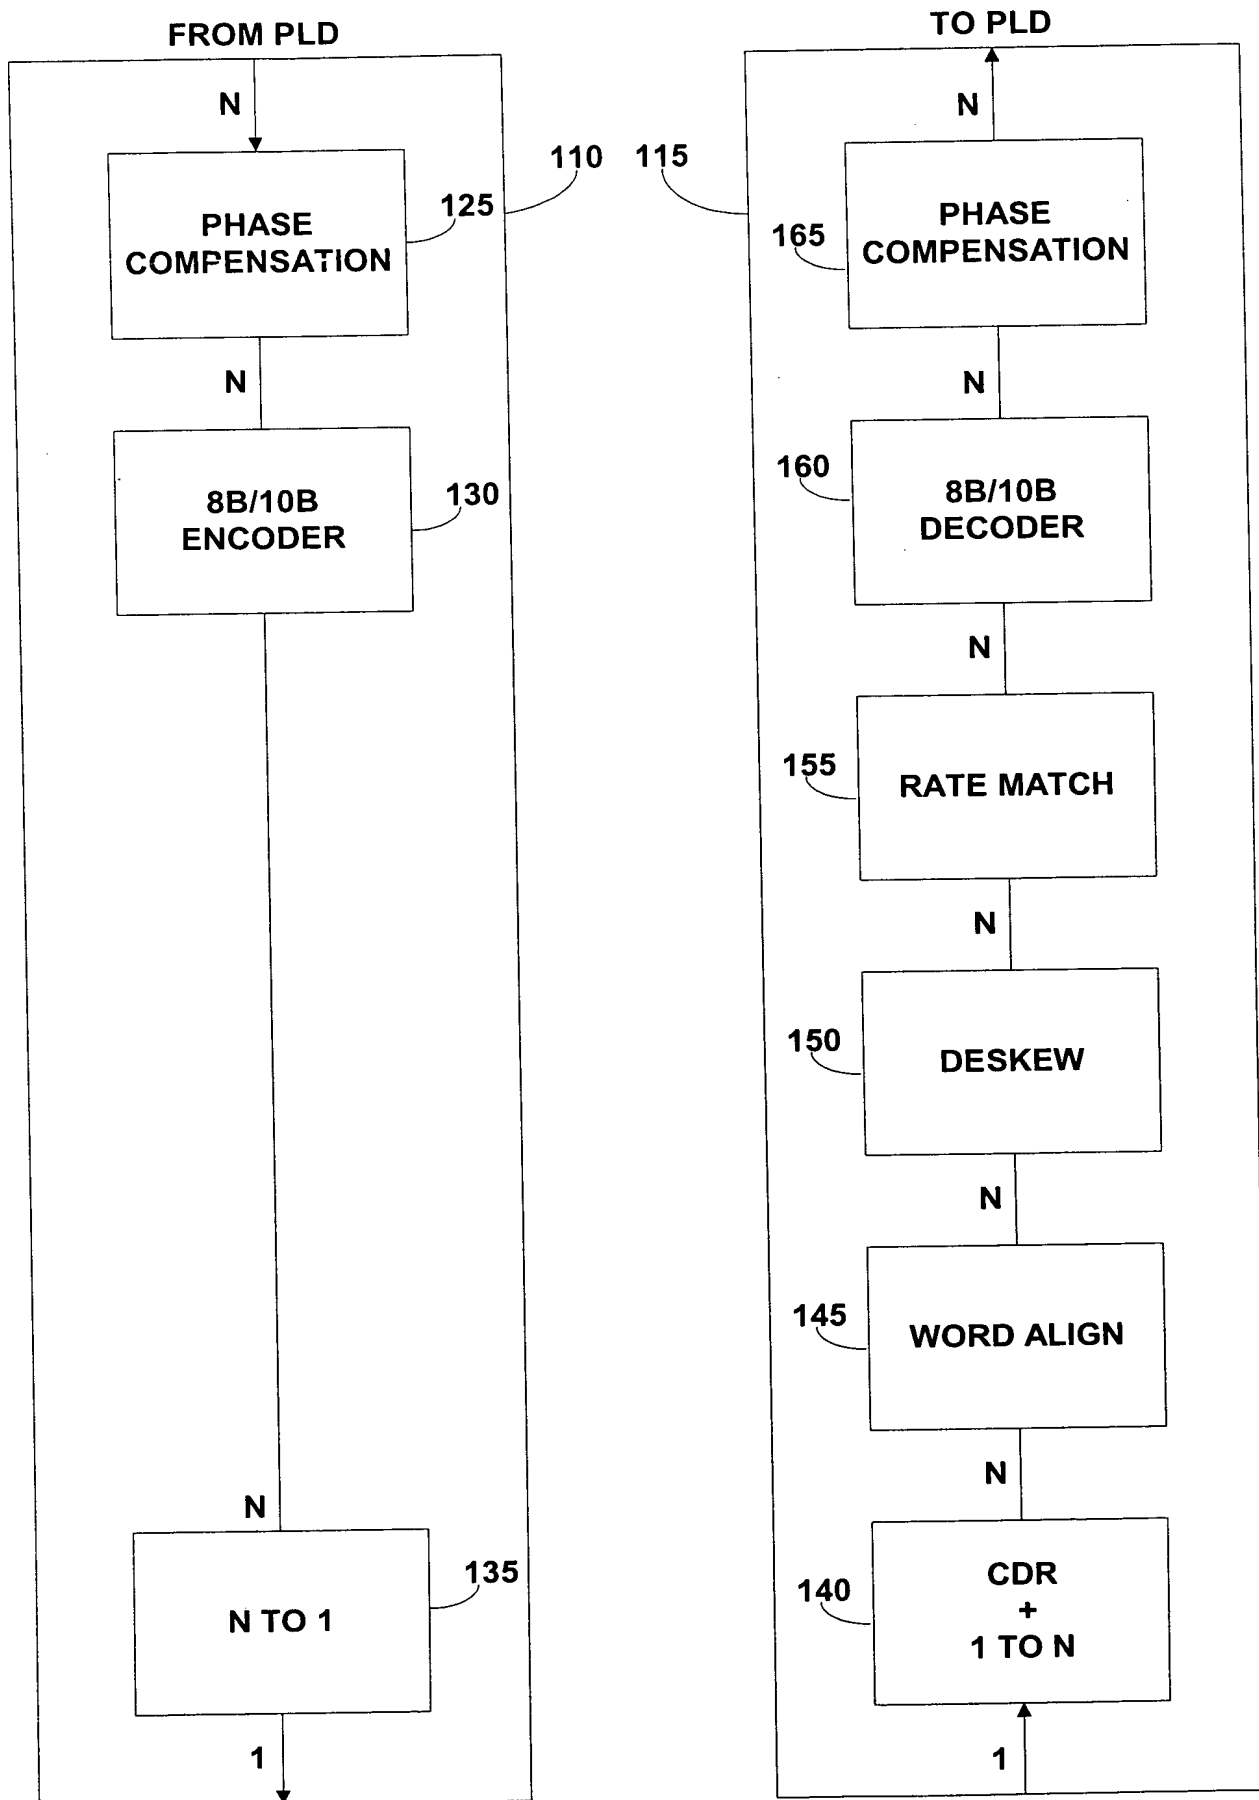 FROM PLD
N
PHASE
COMPENSATION
125
110
N
8B/10B
ENCODER
130
N
N TO 1
135
1
TO PLD
N
115
PHASE
COMPENSATION
165
N
8B/10B
DECODER
160
N
RATE MATCH
155
N
DESKEW
150
N
WORD ALIGN
145
N
CDR
+
1 TO N
140
1